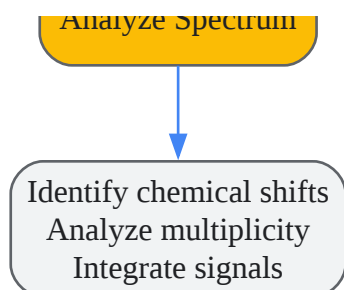 Analyze Spectrum
Identify chemical shifts
Analyze multiplicity
Integrate signals